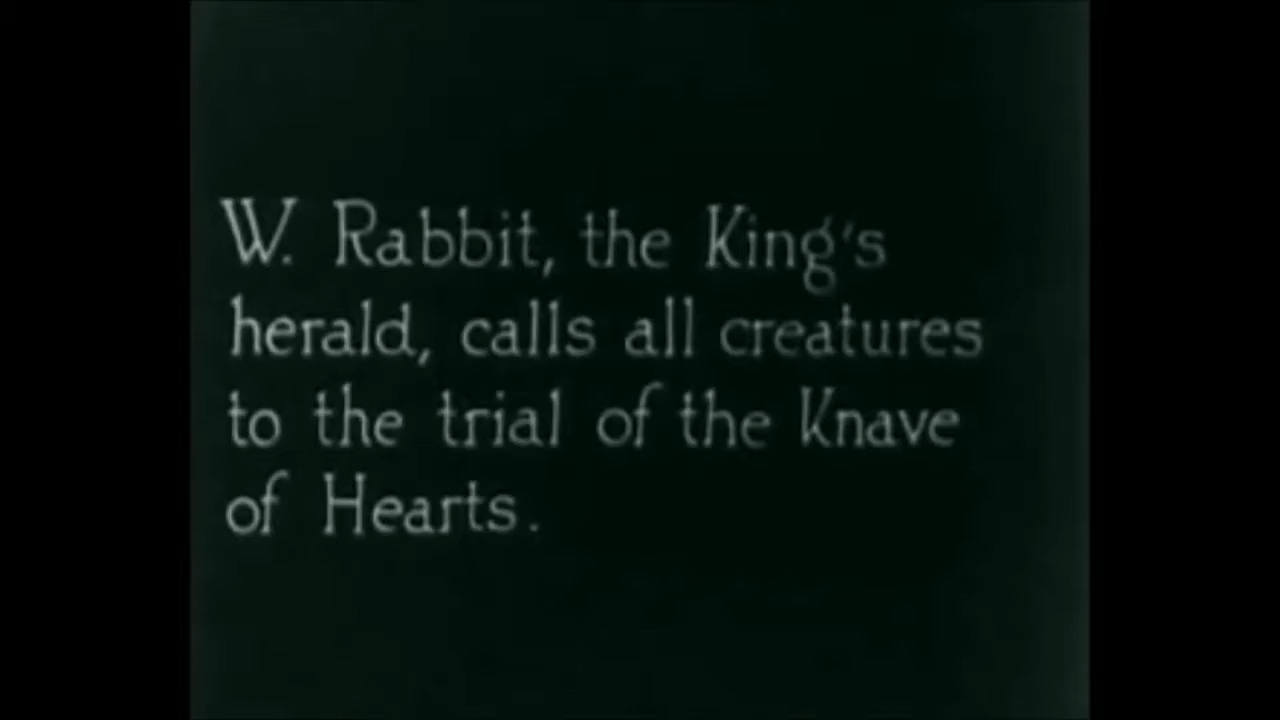 W. Rabbit, the King's
herald, calls all creatures
to the trial of the Knave
of Hearts.